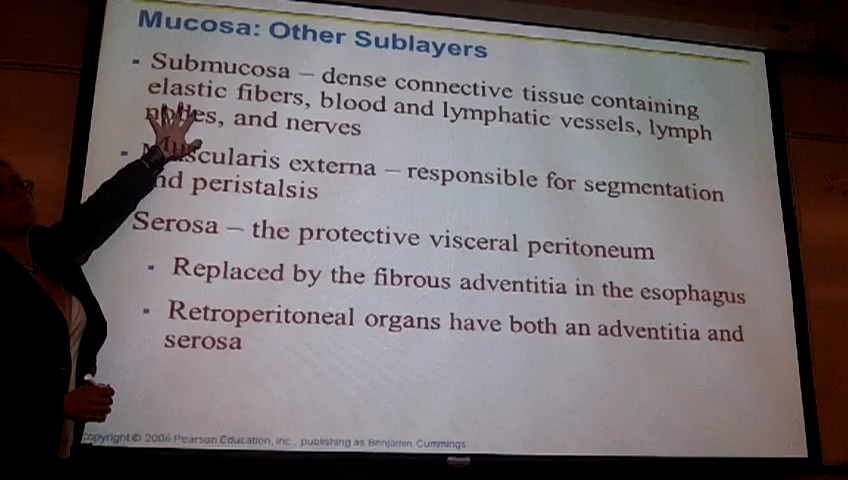 Mucosa: Other Sublayers
Submucosa – dense connective tissue containing
elastic fibers, blood and lymphatic vessels, lymph
nodes, and nerves
Muscularis externa – responsible for segmentation
and peristalsis
Serosa – the protective visceral peritoneum
Replaced by the fibrous adventitia in the esophagus
Retroperitoneal organs have both an adventitia and
serosa
Copyright © 2006 Pearson Education, Inc., publishing as Benjamin Cummings